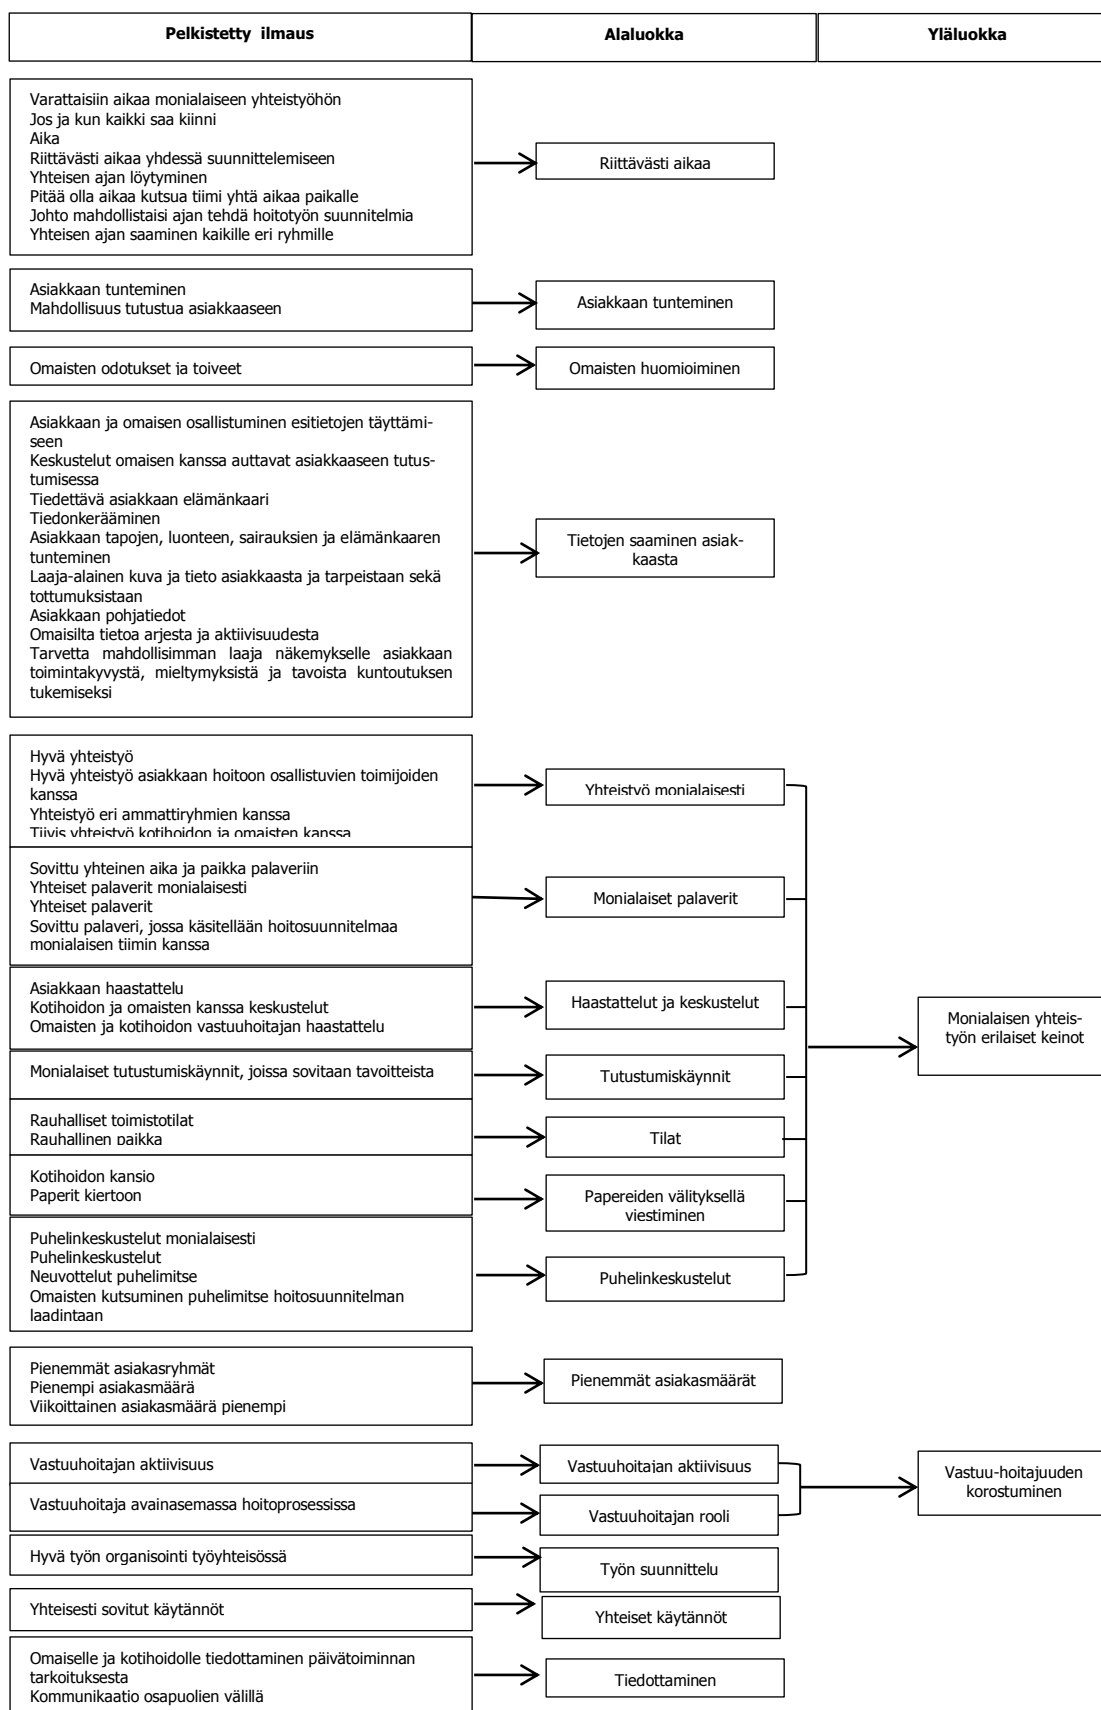 Pelkistetty ilmaus
Alaluokka
Yläluokka
Varattaisiin aikaa monialaiseen yhteistyöhön
Jos ja kun kaikki saa kiinni
Aika
Riittävästi aikaa yhdessä suunnittelemiseen
Yhteisen ajan löytyminen
Pitää olla aikaa kutsua tiimi yhtä aikaa paikalle
Johto mahdollistaisi ajan tehdä hoitotyön suunnitelmia
Yhteisen ajan saaminen kaikille eri ryhmille
Riittävästi aikaa
Asiakkaan tunteminen
Mahdollisuus tutustua asiakkaaseen
Asiakkaan tunteminen
Omaisten odotukset ja toiveet
Omaisten huomioiminen
Asiakkaan ja omaisen osallistuminen esitietojen täyttämi-
seen
Keskustelut omaisen kanssa auttavat asiakkaaseen tutus-
tumisessa
Tiedettävä asiakkaan elämänkaari
Tiedonkerääminen
Asiakkaan tapojen, luonteen, sairauksien ja elämänkaaren
tunteminen
Laaja-alainen kuva ja tieto asiakkaasta ja tarpeistaan sekä
tottumuksistaan
Asiakkaan pohjatiedot
Omaisilta tietoa arjesta ja aktiivisuudesta
Tarvetta mahdollisimman laaja näkemykselle asiakkaan
toimintakyvystä, mieltymyksistä ja tavoista kuntoutuksen
tukemiseksi
Tietojen saaminen asiak-
kaasta
Hyvä yhteistyö
Hyvä yhteistyö asiakkaan hoitoon osallistuvien toimijoiden
kanssa
Yhteistyö eri ammattiryhmien kanssa
Tiivis yhteistyö kotihoidon ja omaisten kanssa
Yhteistyö monialaisesti
Sovittu yhteinen aika ja paikka palaveriin
Yhteiset palaverit monialaisesti
Yhteiset palaverit
Sovittu palaveri, jossa käsitellään hoitosuunnitelmaa
monialaisen tiimin kanssa
Monialaiset palaverit
Asiakkaan haastattelu
Kotihoidon ja omaisten kanssa keskustelut
Omaisten ja kotihoidon vastuuhoitajan haastattelu
Haastattelut ja keskustelut
Monialaisen yhteis-
työn erilaiset keinot
Monialaiset tutustumiskäynnit, joissa sovitaan tavoitteista
Tutustumiskäynnit
Rauhalliset toimistotilat
Rauhallinen paikka
Tilat
Kotihoidon kansio
Paperit kiertoon
Papereiden välityksellä
viestiminen
Puhelinkeskustelut monialaisesti
Puhelinkeskustelut
Neuvottelut puhelimitse
Omaisten kutsuminen puhelimitse hoitosuunnitelman
laadintaan
Puhelinkeskustelut
Pienemmät asiakasryhmät
Pienempi asiakasmäärä
Viikoittainen asiakasmäärä pienempi
Pienemmät asiakasmäärät
Vastuuhoitajan aktiivisuus
Vastuuhoitajan aktiivisuus
Vastuu-hoitajuuden
korostuminen
Vastuuhoitaja avainasemassa hoitoprosessissa
Vastuuhoitajan rooli
Hyvä työn organisointi työyhteisössä
Työn suunnittelu
Yhteisesti sovitut käytännöt
Yhteiset käytännöt
Omaiselle ja kotihoidolle tiedottaminen päivätoiminnan
tarkoituksesta
Kommunikaatio osapuolien välillä
Tiedottaminen